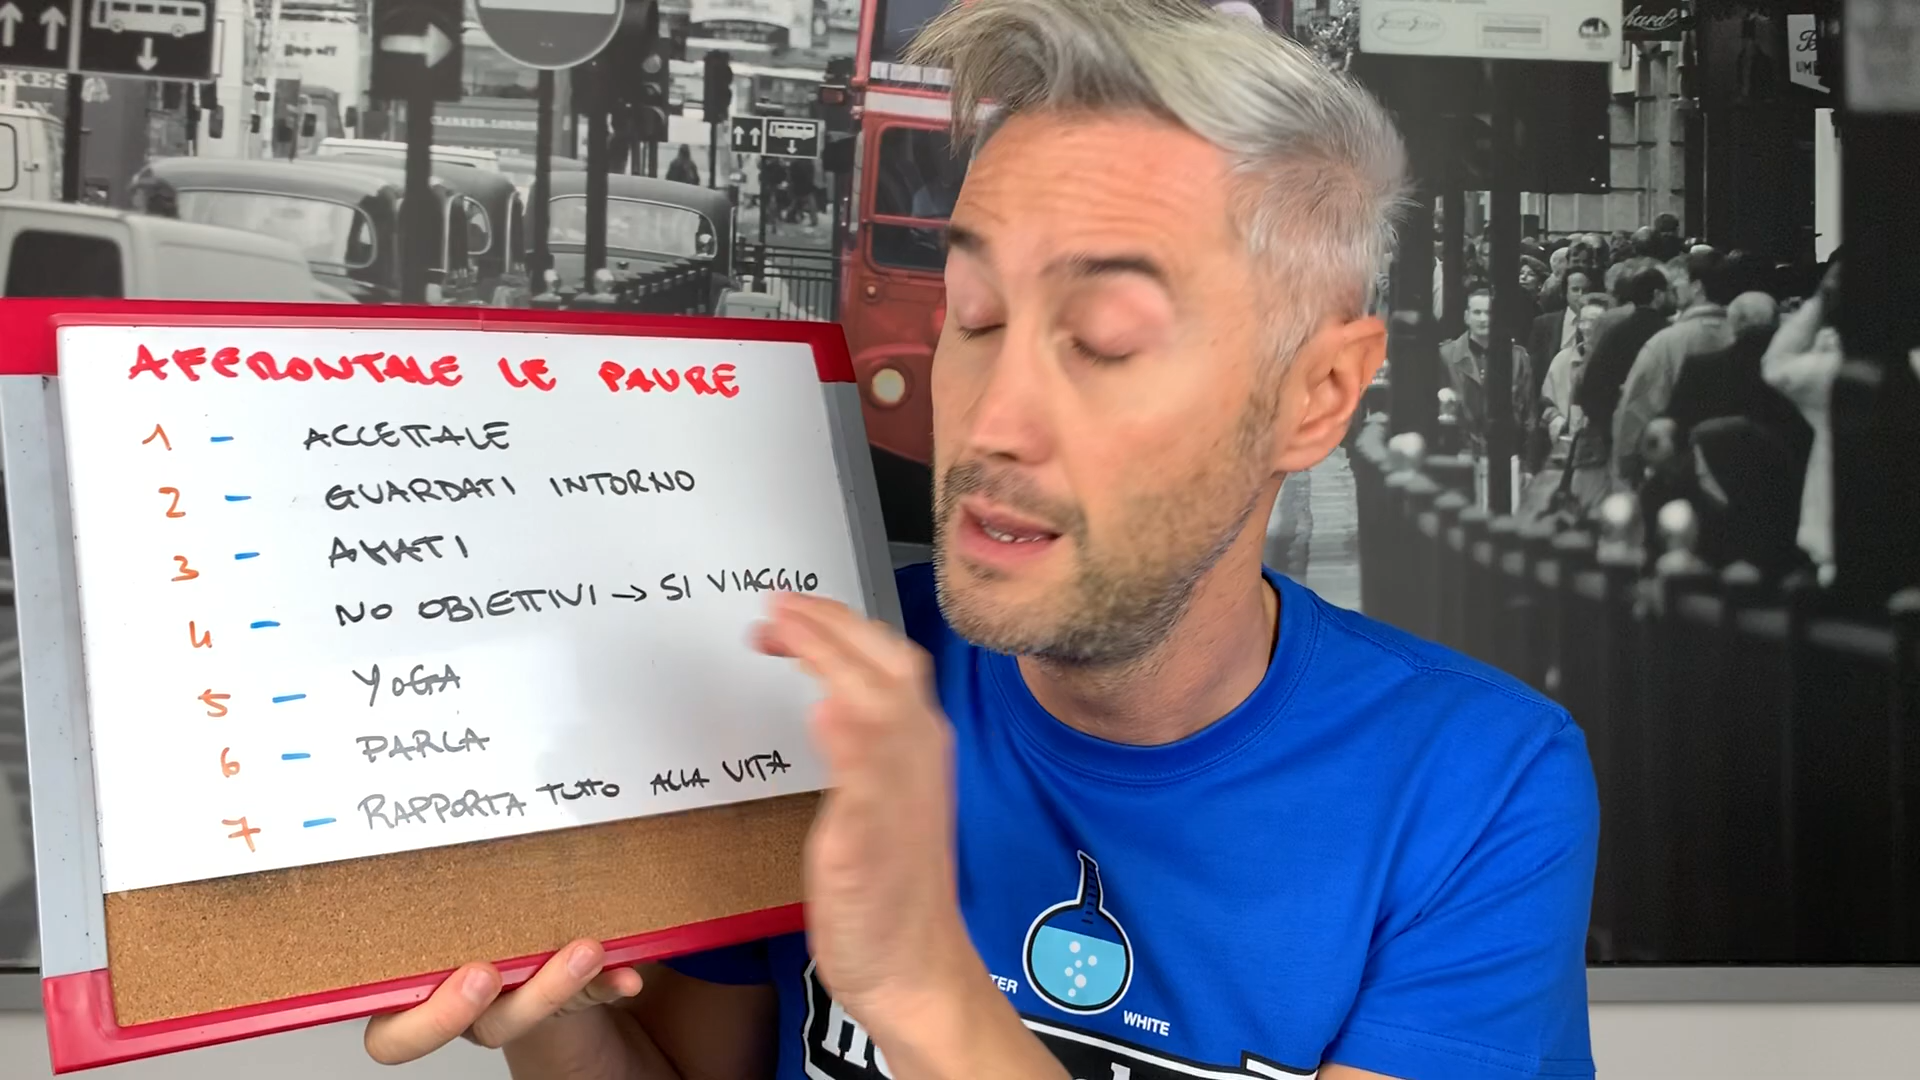 AFFRONTALE LE PAURE
1 - ACCETTALE
2 - GUARDATI INTORNO
3 - AMATI
4 - NO OBIETTIVI → SI VIAGGIO
5 - YOGA
6 - PARLA
7 - RAPPORTA TUTTO ALLA VITA
WHITE